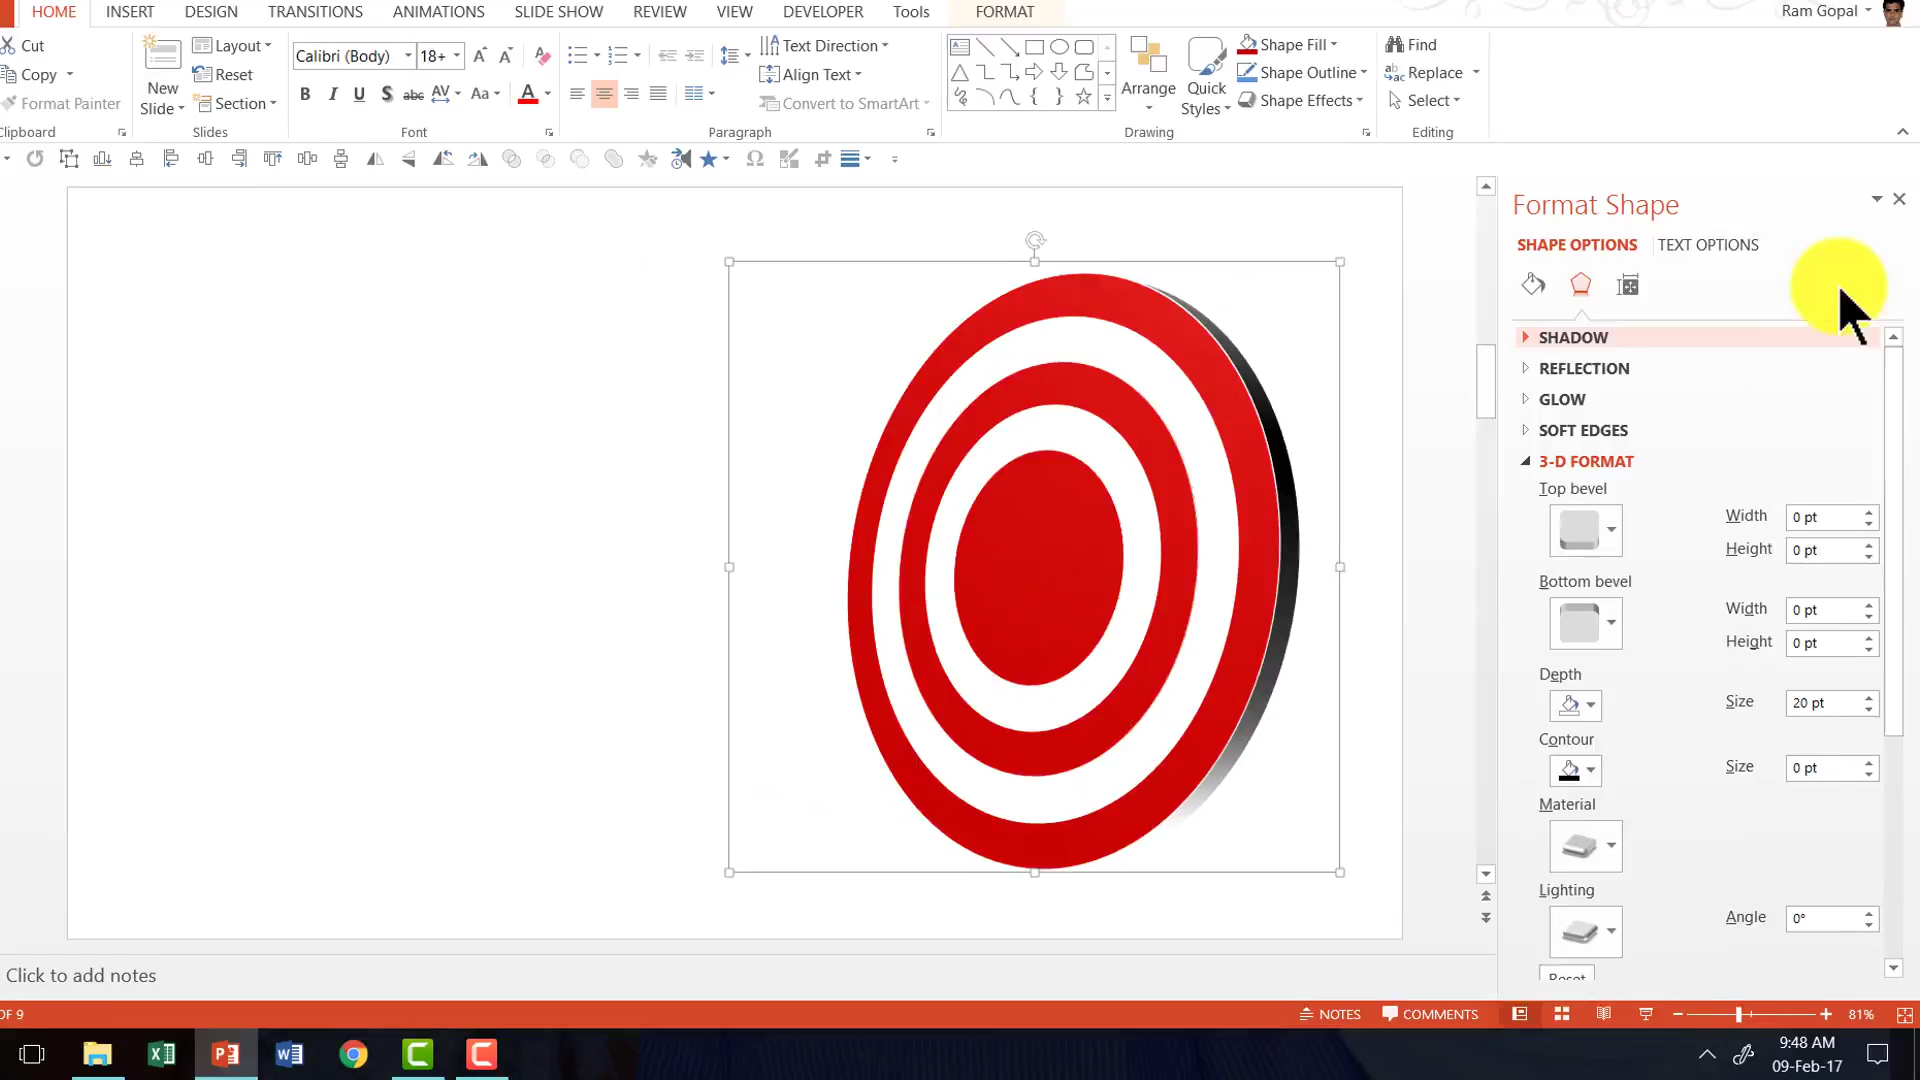 HOME INSERT DESIGN TRANSITIONS ANIMATIONS SLIDE SHOW REVIEW VIEW DEVELOPER Tools FORMAT Ram Gopal
Cut
Copy
Format Painter
Clipboard
New
Slide
Layout
Reset
Section
Slides
Calibri (Body) 18+
B I U S abc AV Aa A
Font
Text Direction
Align Text
Convert to SmartArt
Paragraph
Arrange
Quick
Styles
Shape Fill
Shape Outline
Shape Effects
Drawing
Find
Replace
Select
Editing
Format Shape
SHAPE OPTIONS TEXT OPTIONS
SHADOW
REFLECTION
GLOW
SOFT EDGES
3-D FORMAT
Top bevel
Width 0 pt
Height 0 pt
Bottom bevel
Width 0 pt
Height 0 pt
Depth
Size 20 pt
Contour
Size 0 pt
Material
Lighting
Angle 0°
Reset
Click to add notes
OF 9 NOTES COMMENTS 81%
9:48 AM
09-Feb-17